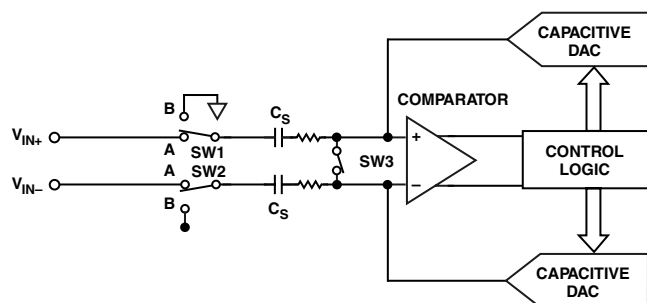 CAPACITIVE
DAC
COMPARATOR
B
C_S
V_IN+
A
SW1
+
SW3
CONTROL
LOGIC
A
SW2
V_IN–
–
B
C_S
CAPACITIVE
DAC